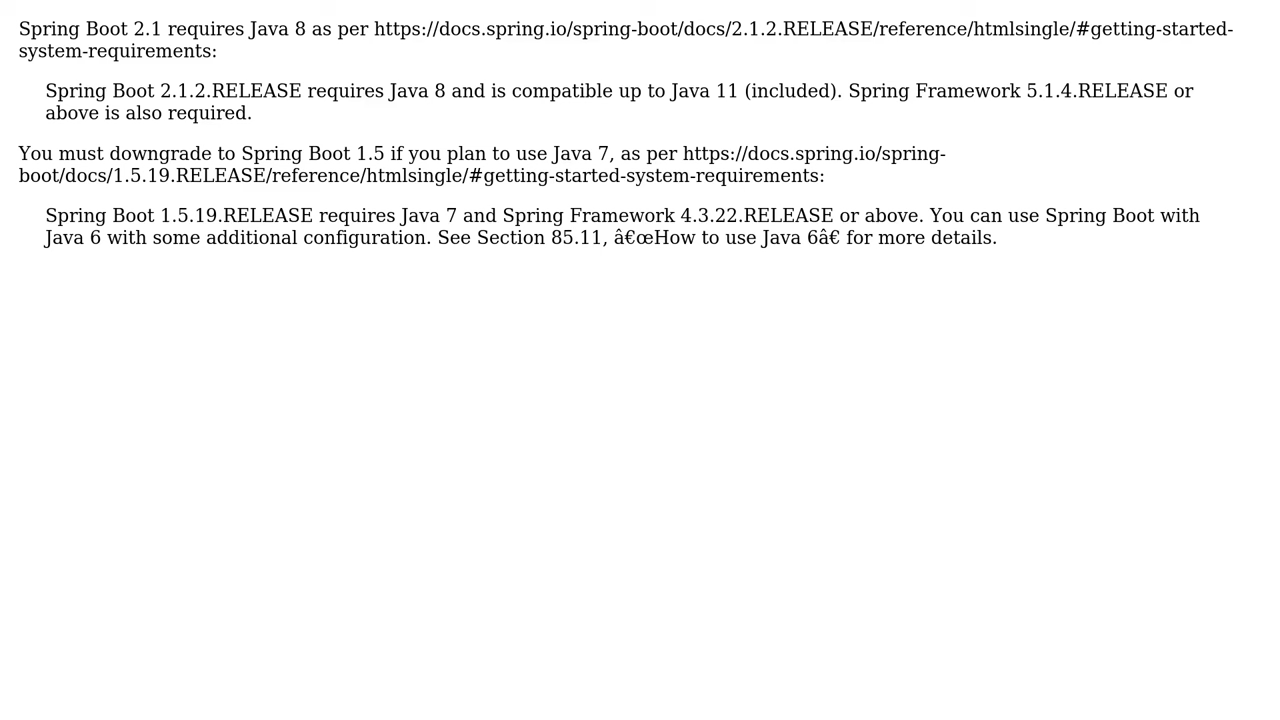 Spring Boot 2.1 requires Java 8 as per https://docs.spring.io/spring-boot/docs/2.1.2.RELEASE/reference/htmlsingle/#getting-started-
system-requirements:
Spring Boot 2.1.2.RELEASE requires Java 8 and is compatible up to Java 11 (included). Spring Framework 5.1.4.RELEASE or
above is also required.
You must downgrade to Spring Boot 1.5 if you plan to use Java 7, as per https://docs.spring.io/spring-
boot/docs/1.5.19.RELEASE/reference/htmlsingle/#getting-started-system-requirements:
Spring Boot 1.5.19.RELEASE requires Java 7 and Spring Framework 4.3.22.RELEASE or above. You can use Spring Boot with
Java 6 with some additional configuration. See Section 85.11, â€œHow to use Java 6â€ for more details.